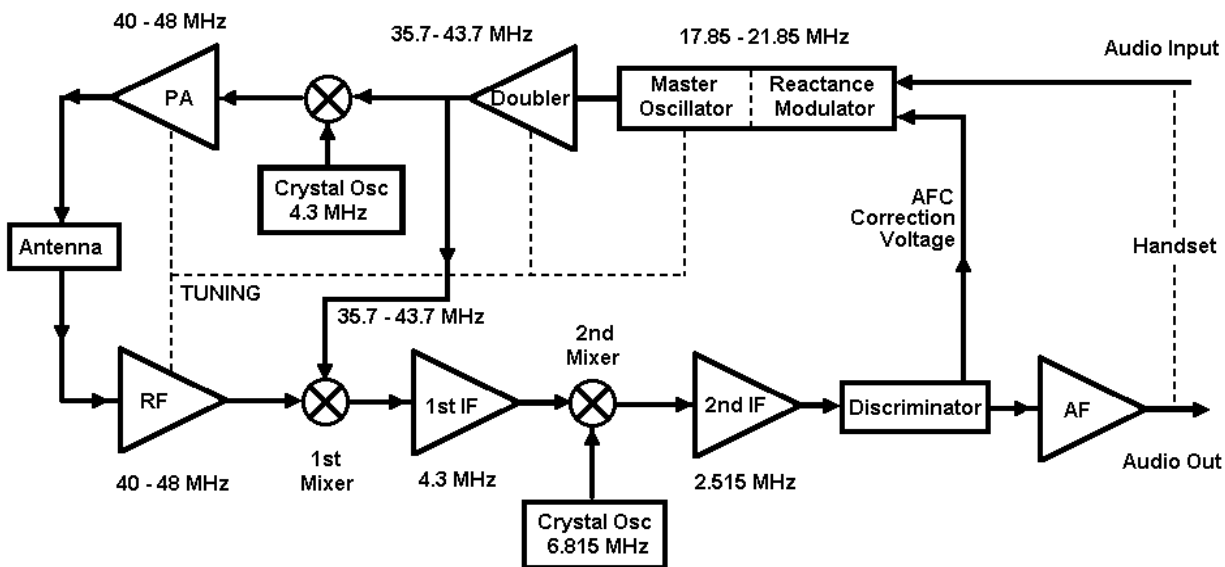 40 - 48 MHz
35.7- 43.7 MHz
17.85 - 21.85 MHz
Audio Input
PA
Doubler
Master
Oscillator
Reactance
Modulator
Crystal Osc
4.3 MHz
AFC
Correction
Voltage
Antenna
Handset
TUNING
35.7 - 43.7 MHz
2nd
Mixer
RF
1st IF
2nd IF
Discriminator
AF
40 - 48 MHz
1st
Mixer
4.3 MHz
2.515 MHz
Audio Out
Crystal Osc
6.815 MHz